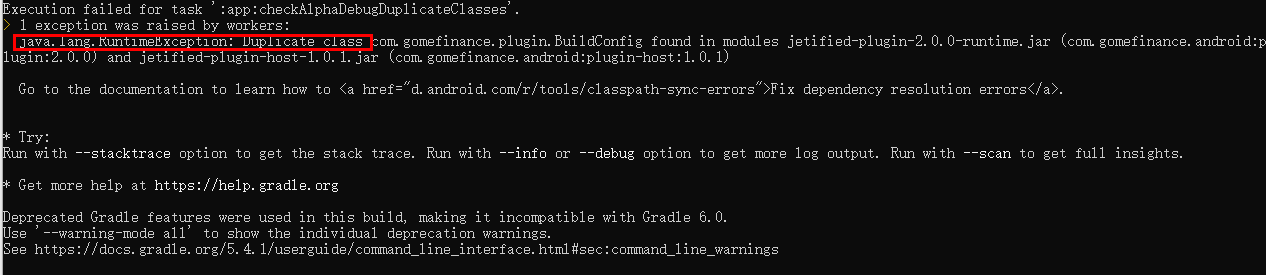 Execution failed for task ':app:checkAlphaDebugDuplicateClasses'.
> 1 exception was raised by workers:
java.lang.RuntimeException: Duplicate class com.gomefinance.plugin.BuildConfig found in modules jetified-plugin-2.0.0-runtime.jar (com.gomefinance.android:p
lugin:2.0.0) and jetified-plugin-host-1.0.1.jar (com.gomefinance.android:plugin-host:1.0.1)
Go to the documentation to learn how to <a href="d.android.com/r/tools/classpath-sync-errors">Fix dependency resolution errors</a>.
* Try:
Run with --stacktrace option to get the stack trace. Run with --info or --debug option to get more log output. Run with --scan to get full insights.
* Get more help at https://help.gradle.org
Deprecated Gradle features were used in this build, making it incompatible with Gradle 6.0.
Use '--warning-mode all' to show the individual deprecation warnings.
See https://docs.gradle.org/5.4.1/userguide/command_line_interface.html#sec:command_line_warnings